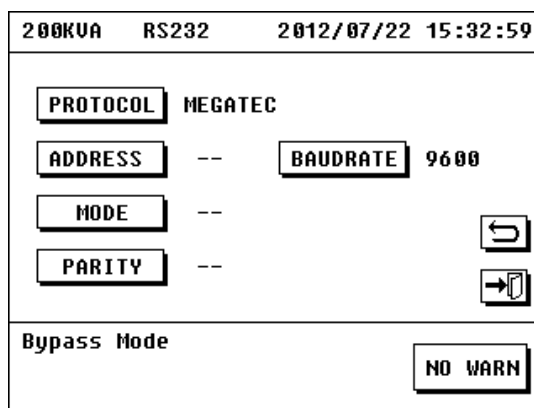 200KVA RS232 2012/07/22 15:32:59
PROTOCOL MEGATEC
ADDRESS -- BAUDRATE 9600
MODE --
PARITY --
Bypass Mode
NO WARN